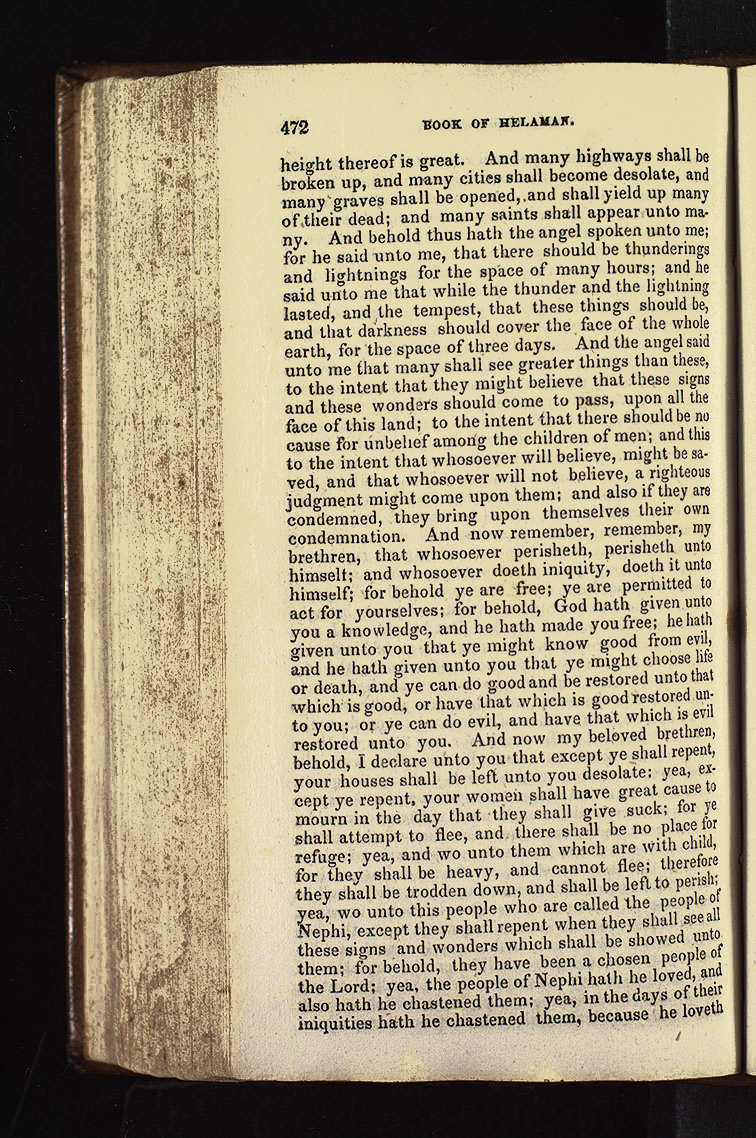 472 BOOK OF HELAMAN.
height thereof is great. And many highways shall be
broken up, and many cities shall become desolate, and
many graves shall be opened, and shall yield up many
of their dead; and many saints shall appear unto ma-
ny. And behold thus hath the angel spoken unto me;
for he said unto me, that there should be thunderings
and lightnings for the space of many hours; and he
said unto me that while the thunder and the lightning
lasted, and the tempest, that these things should be,
and that darkness should cover the face of the whole
earth, for the space of three days. And the angel said
unto me that many shall see greater things than these,
to the intent that they might believe that these signs
and these wonders should come to pass, upon all the
face of this land; to the intent that there should be no
cause for unbelief among the children of men; and this
to the intent that whosoever will believe, might be sa-
ved, and that whosoever will not believe, a righteous
judgment might come upon them; and also if they are
condemned, they bring upon themselves their own
condemnation. And now remember, remember, my
brethren, that whosoever perisheth, perisheth unto
himself; and whosoever doeth iniquity, doeth it unto
himself; for behold ye are free; ye are permitted to
act for yourselves; for behold, God hath given unto
you a knowledge, and he hath made you free; he hath
given unto you that ye might know good from evil,
and he hath given unto you that ye might choose life
or death, and ye can do good and be restored unto that
which is good, or have that which is good restored un-
to you; or ye can do evil, and have that which is evil
restored unto you. And now my beloved brethren,
behold, I declare unto you that except ye shall repent,
your houses shall be left unto you desolate: yea, ex-
cept ye repent, your women shall have great cause to
mourn in the day that they shall give suck; for ye
shall attempt to flee, and there shall be no place for
refuge; yea, and wo unto them which are with child,
for they shall be heavy, and cannot flee; therefore
they shall be trodden down, and shall be left to perish;
yea, wo unto this people who are called the people of
Nephi, except they shall repent when they shall see all
these signs and wonders which shall be showed unto
them; for behold, they have been a chosen people of
the Lord; yea, the people of Nephi hath he loved, and
also hath he chastened them; yea, in the days of their
iniquities hath he chastened them, because he loveth